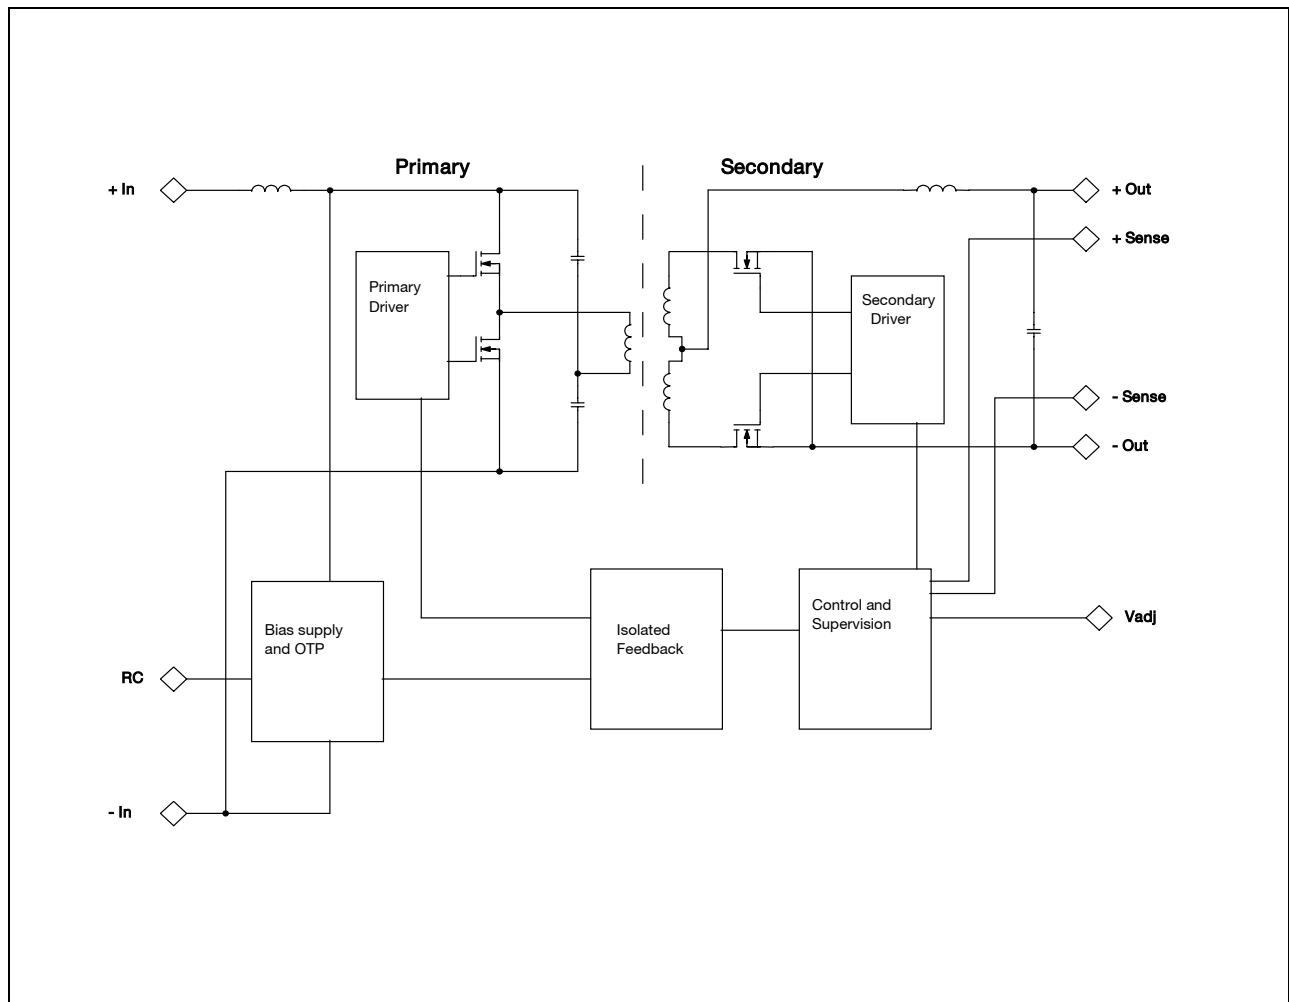 Primary
Secondary
+ In
+ Out
+ Sense
Primary
Driver
Secondary
Driver
- Sense
- Out
Control and
Supervision
Vadj
Bias supply
and OTP
Isolated
Feedback
RC
- In